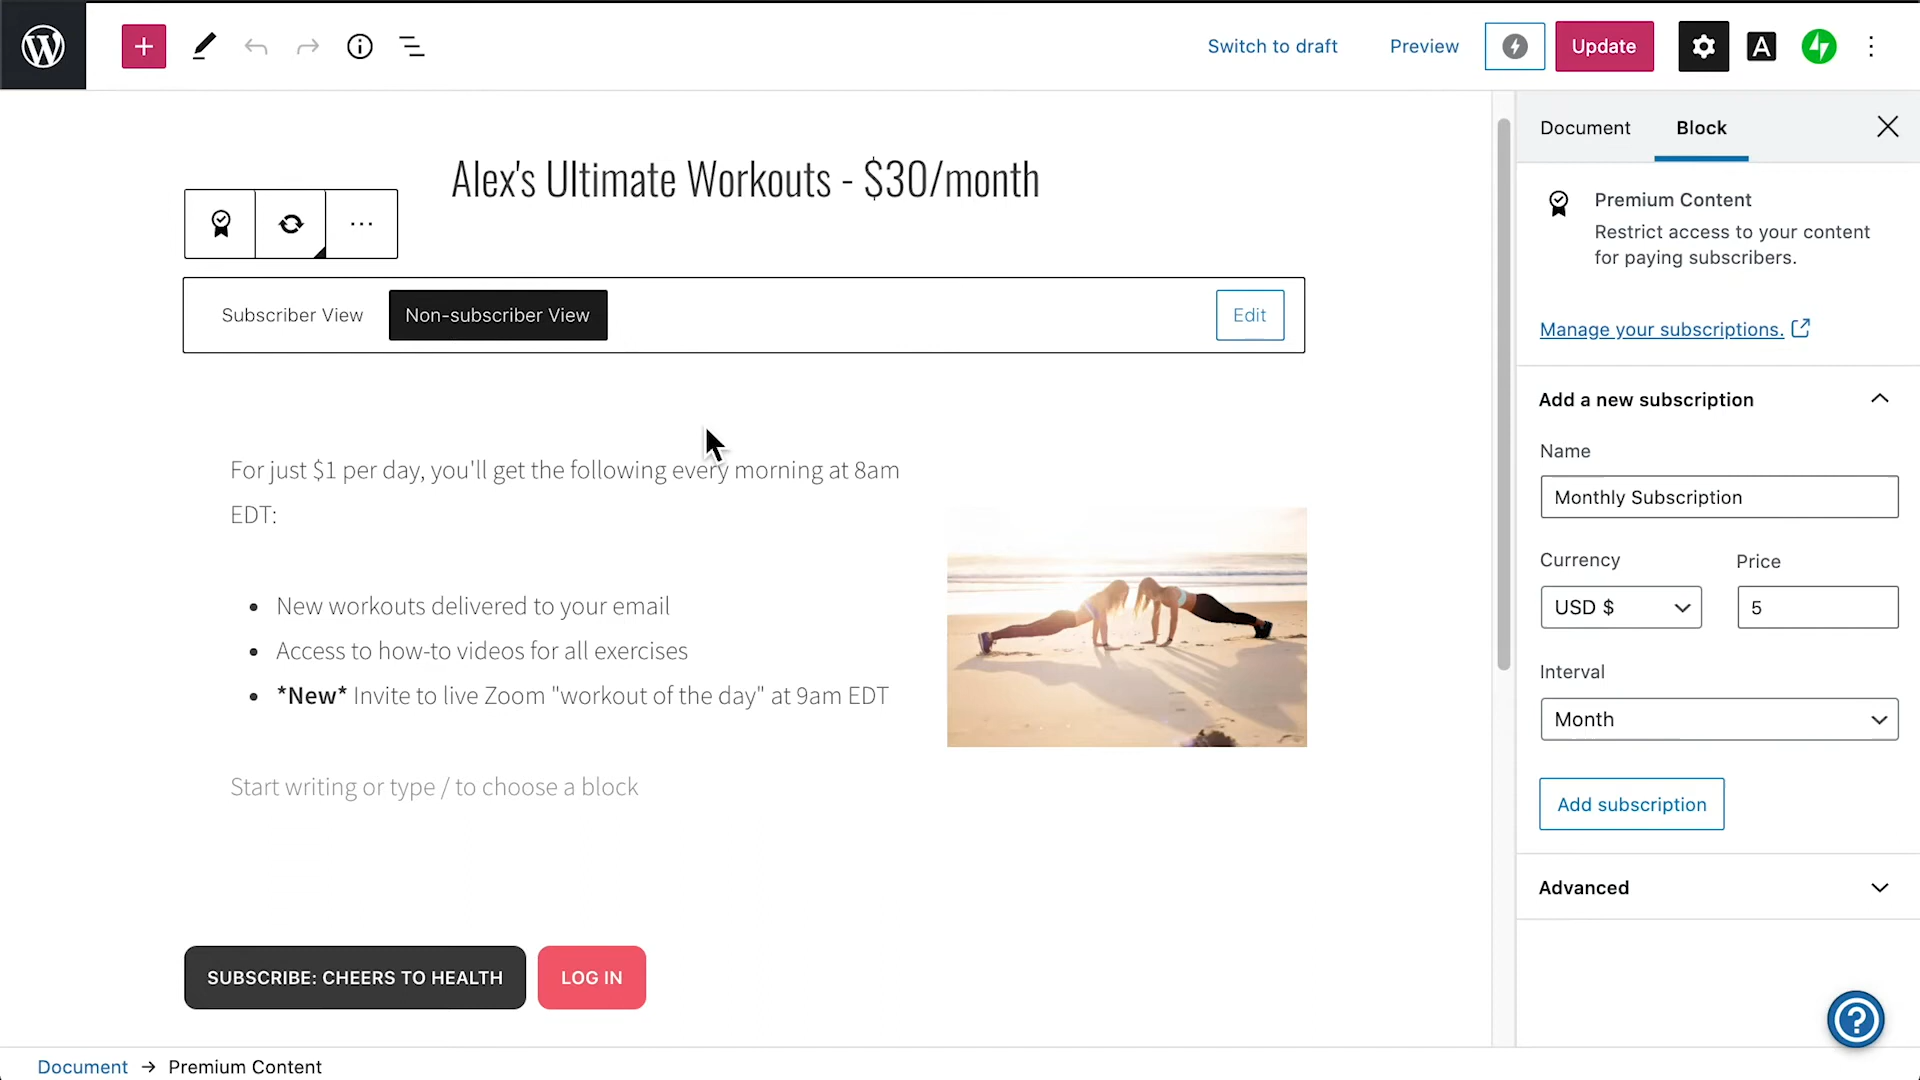 Switch to draft
Preview
Update
A
Alex's Ultimate Workouts - $30/month
Subscriber View
Non-subscriber View
Edit
For just $1 per day, you'll get the following every morning at 8am
EDT:
New workouts delivered to your email
Access to how-to videos for all exercises
*New* Invite to live Zoom "workout of the day" at 9am EDT
Start writing or type / to choose a block
SUBSCRIBE: CHEERS TO HEALTH
LOG IN
Document
Block
Premium Content
Restrict access to your content
for paying subscribers.
Manage your subscriptions.
Add a new subscription
Name
Monthly Subscription
Currency
Price
USD $
5
Interval
Month
Add subscription
Advanced
Document → Premium Content